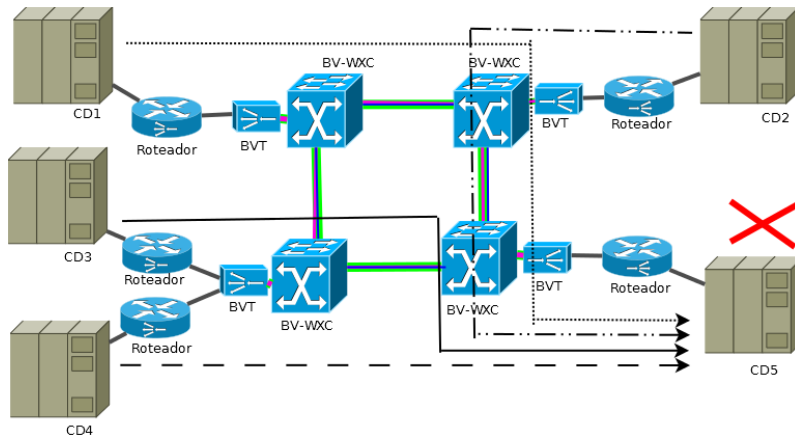 BV-WXC
BV-WXC
CD1
Roteador
BVT
BVT
Roteador
CD2
CD3
Roteador
BVT
Roteador
BV-WXC
BV-WXC
BVT
Roteador
CD4
CD5